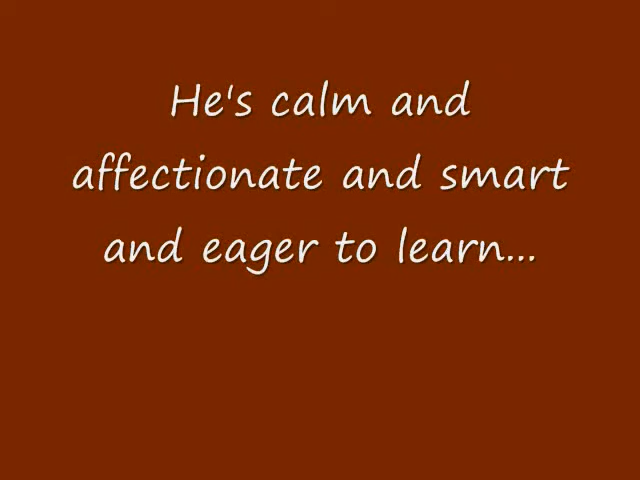 He's calm and
affectionate and smart
and eager to learn...